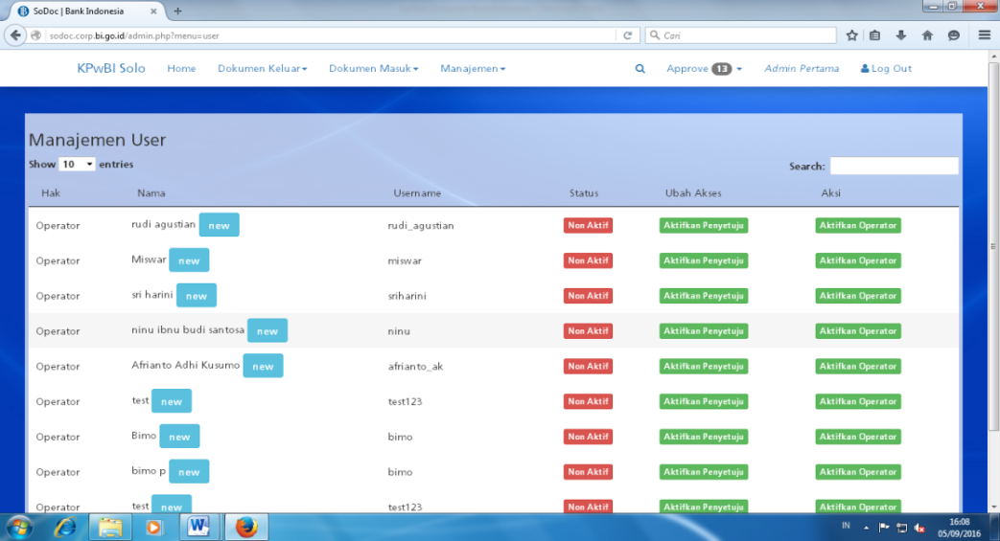 SoDoc | Bank Indonesia × +
sodoc.corp.bi.go.id/admin.php?menu=user Cari
KPwBI Solo Home Dokumen Keluar Dokumen Masuk Manajemen Approve 13 Admin Pertama Log Out
Manajemen User
Show 10 entries Search:
Hak Nama Username Status Ubah Akses Aksi
Operator rudi agustian new rudi_agustian Non Aktif Aktifkan Penyetuju Aktifkan Operator
Operator Miswar new miswar Non Aktif Aktifkan Penyetuju Aktifkan Operator
Operator sri harini new sriharini Non Aktif Aktifkan Penyetuju Aktifkan Operator
Operator ninu ibnu budi santosa new ninu Non Aktif Aktifkan Penyetuju Aktifkan Operator
Operator Afrianto Adhi Kusumo new afrianto_ak Non Aktif Aktifkan Penyetuju Aktifkan Operator
Operator test new test123 Non Aktif Aktifkan Penyetuju Aktifkan Operator
Operator Bimo new bimo Non Aktif Aktifkan Penyetuju Aktifkan Operator
Operator bimo p new bimo Non Aktif Aktifkan Penyetuju Aktifkan Operator
Operator test new test123 Non Aktif Aktifkan Penyetuju Aktifkan Operator
IN 16:08
05/09/2016